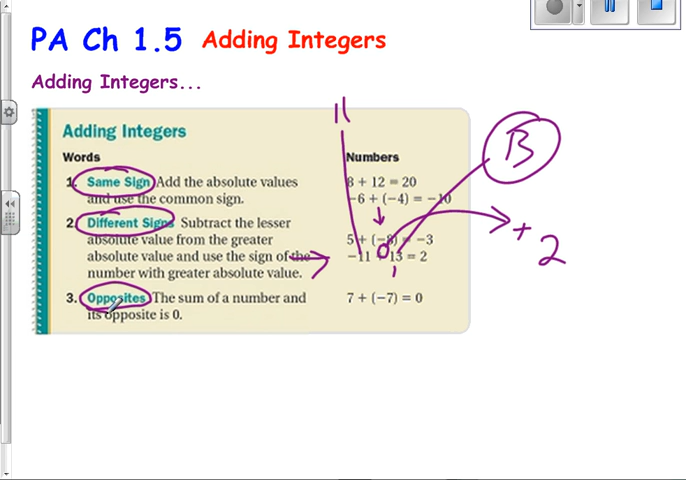 PA Ch 1.5 Adding Integers
Adding Integers...
11
Adding Integers
Words Numbers
13
1. Same Sign Add the absolute values 8 + 12 = 20
and use the common sign. −6 + (−4) = −10
2. Different Signs Subtract the lesser
absolute value from the greater 5 + (−8) = −3
absolute value and use the sign of the −11 + 13 = 2
number with greater absolute value.
+ 2
3. Opposites The sum of a number and 7 + (−7) = 0
its opposite is 0.